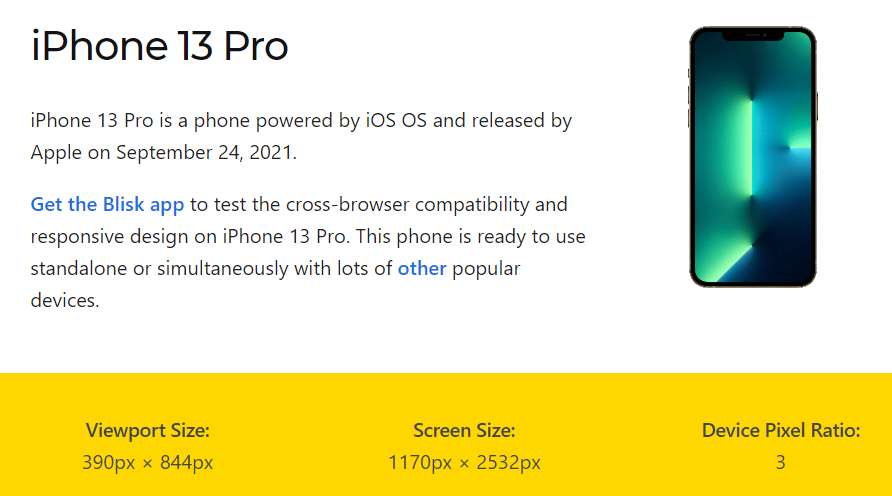 iPhone 13 Pro
iPhone 13 Pro is a phone powered by iOS OS and released by
Apple on September 24, 2021.
Get the Blisk app to test the cross-browser compatibility and
responsive design on iPhone 13 Pro. This phone is ready to use
standalone or simultaneously with lots of other popular
devices.
Viewport Size:
390px × 844px
Screen Size:
1170px × 2532px
Device Pixel Ratio:
3